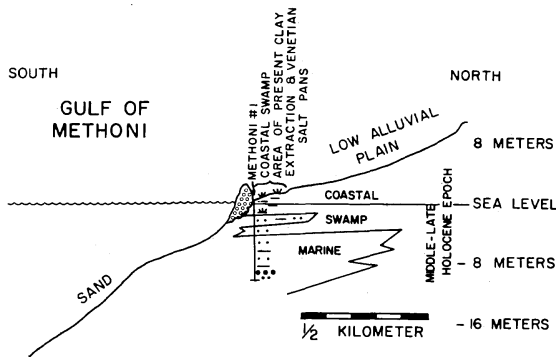 SOUTH
NORTH
GULF OF
METHONI
METHONI #1
COASTAL SWAMP
AREA OF PRESENT CLAY
EXTRACTION & VENETIAN
SALT PANS
LOW ALLUVIAL
PLAIN
8 METERS
COASTAL
SEA LEVEL
SWAMP
MARINE
MIDDLE-LATE
HOLOCENE EPOCH
- 8 METERS
SAND
1/2 KILOMETER
- 16 METERS